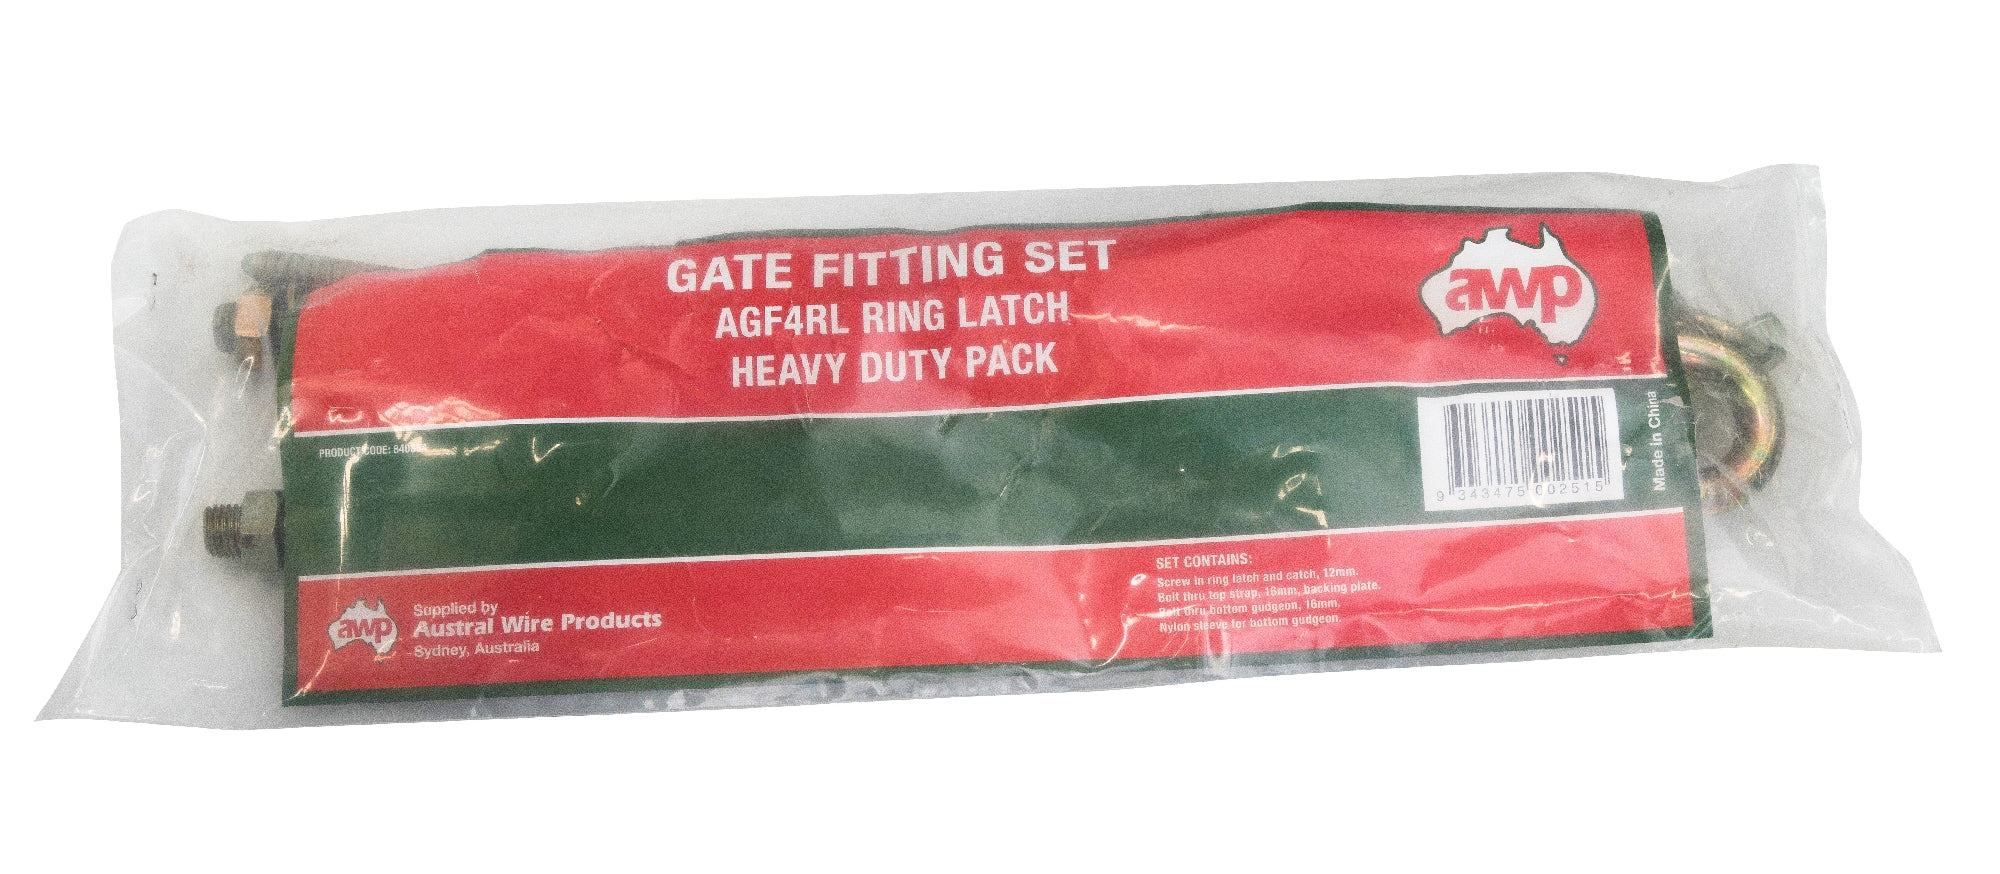 GATE FITTING SET
AGF4RL RING LATCH
HEAVY DUTY PACK
awp
PRODUCT CODE:
9 343475 002515
Made in China
awp
Supplied by
Austral Wire Products
Sydney, Australia
SET CONTAINS:
Screw in ring latch and catch, 12mm.
Bolt thru top strap, 16mm, backing plate.
Bolt thru bottom gudgeon, 16mm.
Nylon sleeve for bottom gudgeon.